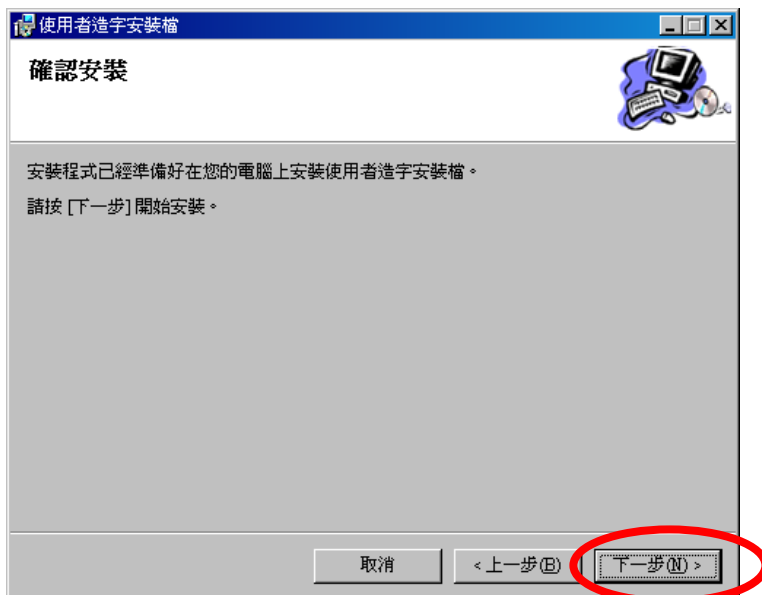 使用者造字安裝檔
確認安裝
安裝程式已經準備好在您的電腦上安裝使用者造字安裝檔。
請按 [下一步] 開始安裝。
取消
<上一步(B)
下一步(N) >